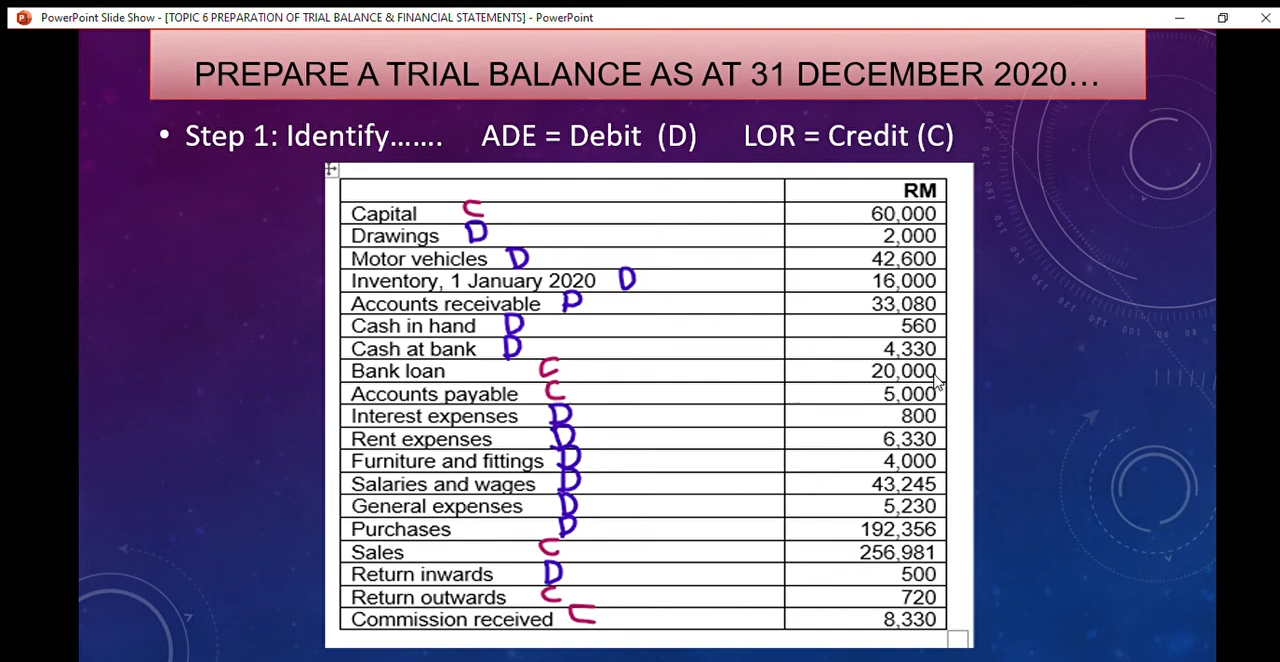 PowerPoint Slide Show - [TOPIC 6 PREPARATION OF TRIAL BALANCE & FINANCIAL STATEMENTS] - PowerPoint
PREPARE A TRIAL BALANCE AS AT 31 DECEMBER 2020…
• Step 1: Identify……. ADE = Debit (D) LOR = Credit (C)
RM
Capital C 60,000
Drawings D 2,000
Motor vehicles D 42,600
Inventory, 1 January 2020 D 16,000
Accounts receivable D 33,080
Cash in hand D 560
Cash at bank D 4,330
Bank loan C 20,000
Accounts payable C 5,000
Interest expenses D 800
Rent expenses D 6,330
Furniture and fittings D 4,000
Salaries and wages D 43,245
General expenses D 5,230
Purchases D 192,356
Sales C 256,981
Return inwards D 500
Return outwards C 720
Commission received C 8,330